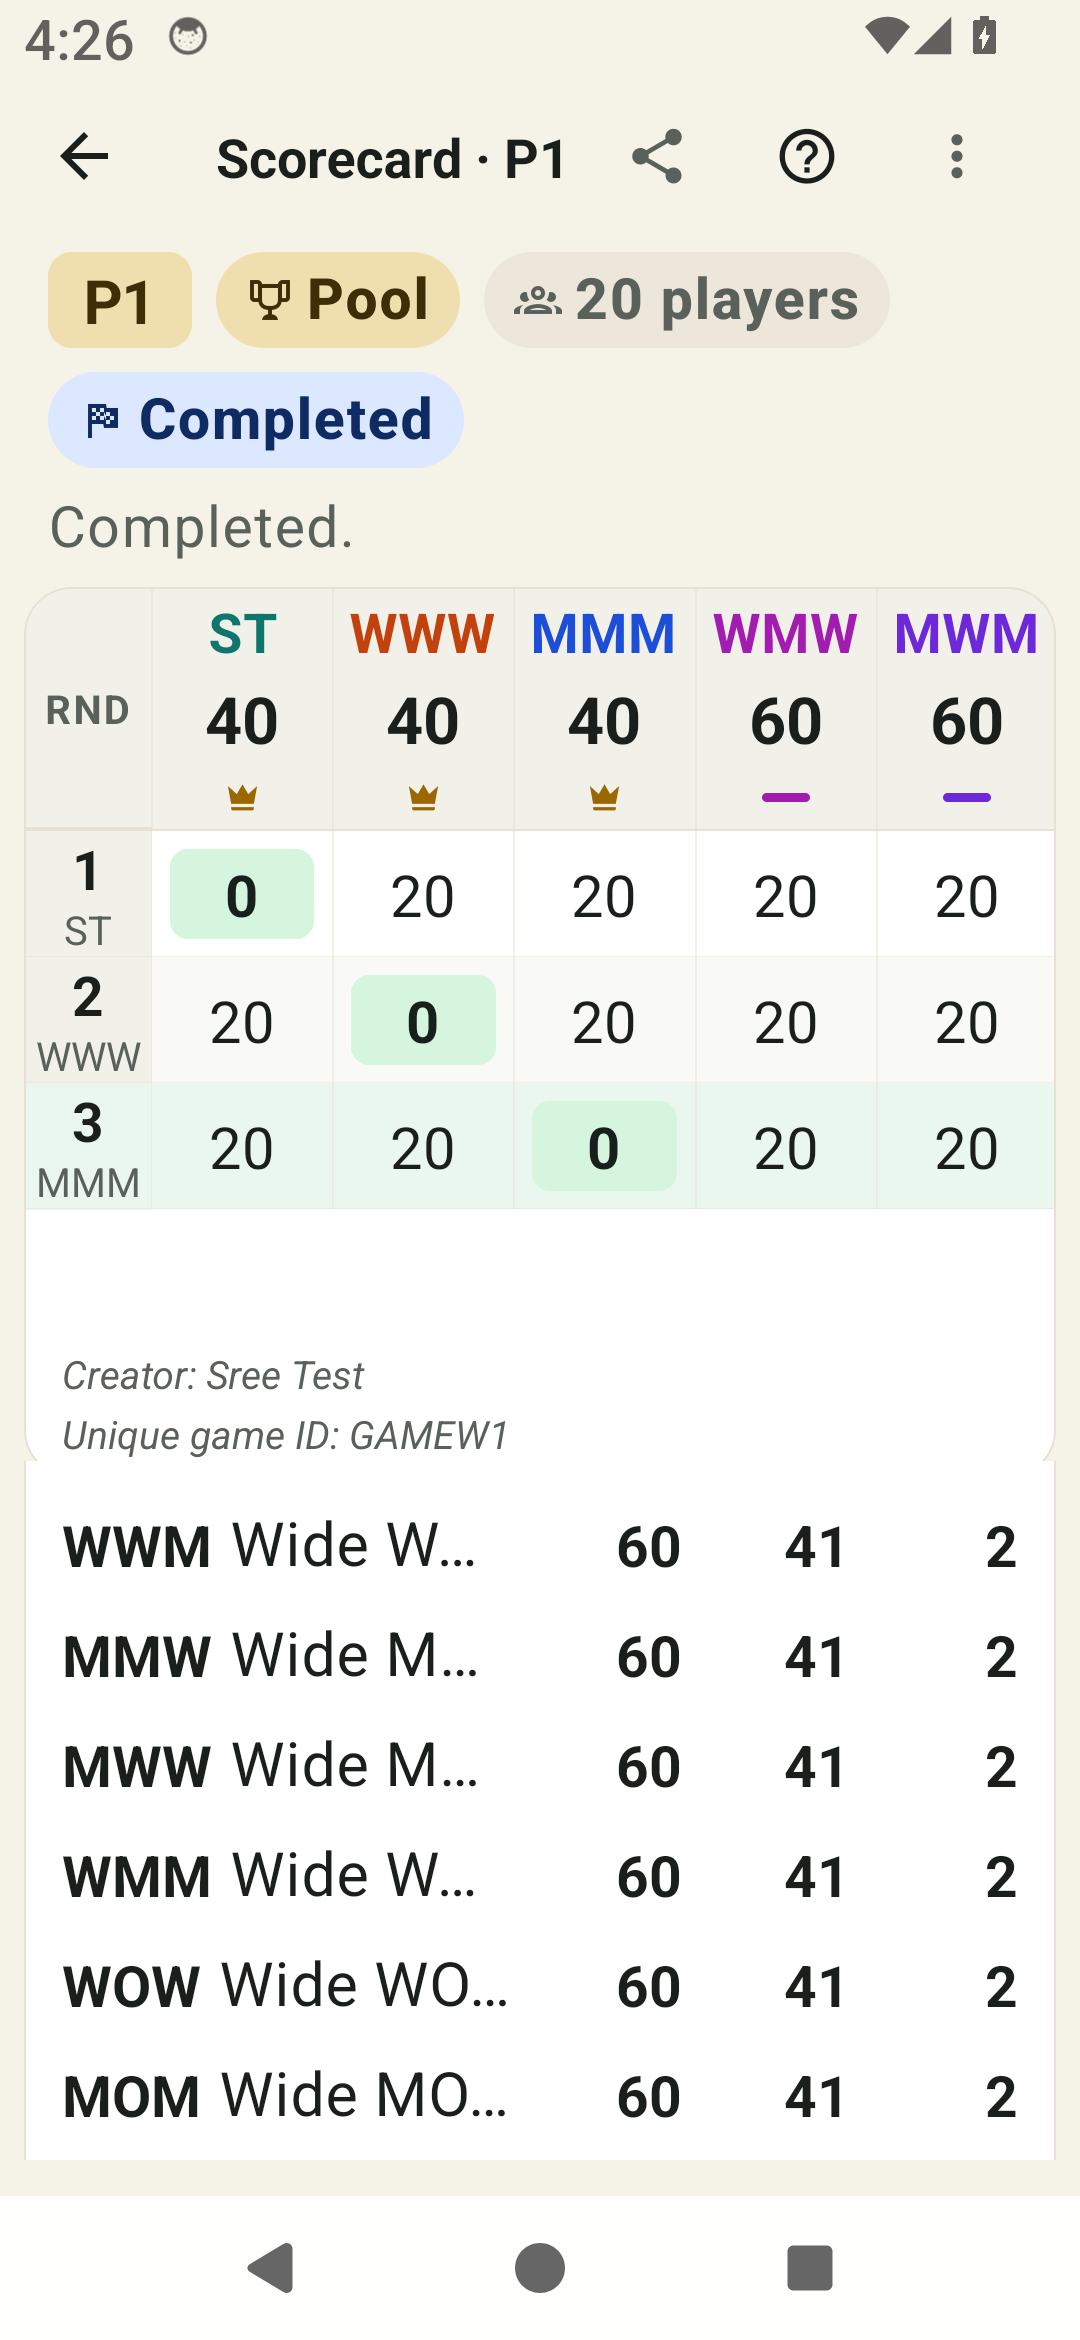 4:26
Scorecard · P1
P1 Pool 20 players
Completed
Completed.
RND ST WWW MMM WMW MWM
40 40 40 60 60
1 ST 0 20 20 20 20
2 WWW 20 0 20 20 20
3 MMM 20 20 0 20 20
Creator: Sree Test
Unique game ID: GAMEW1
WWM Wide W... 60 41 2
MMW Wide M... 60 41 2
MWW Wide M... 60 41 2
WMM Wide W... 60 41 2
WOW Wide WO... 60 41 2
MOM Wide MO... 60 41 2